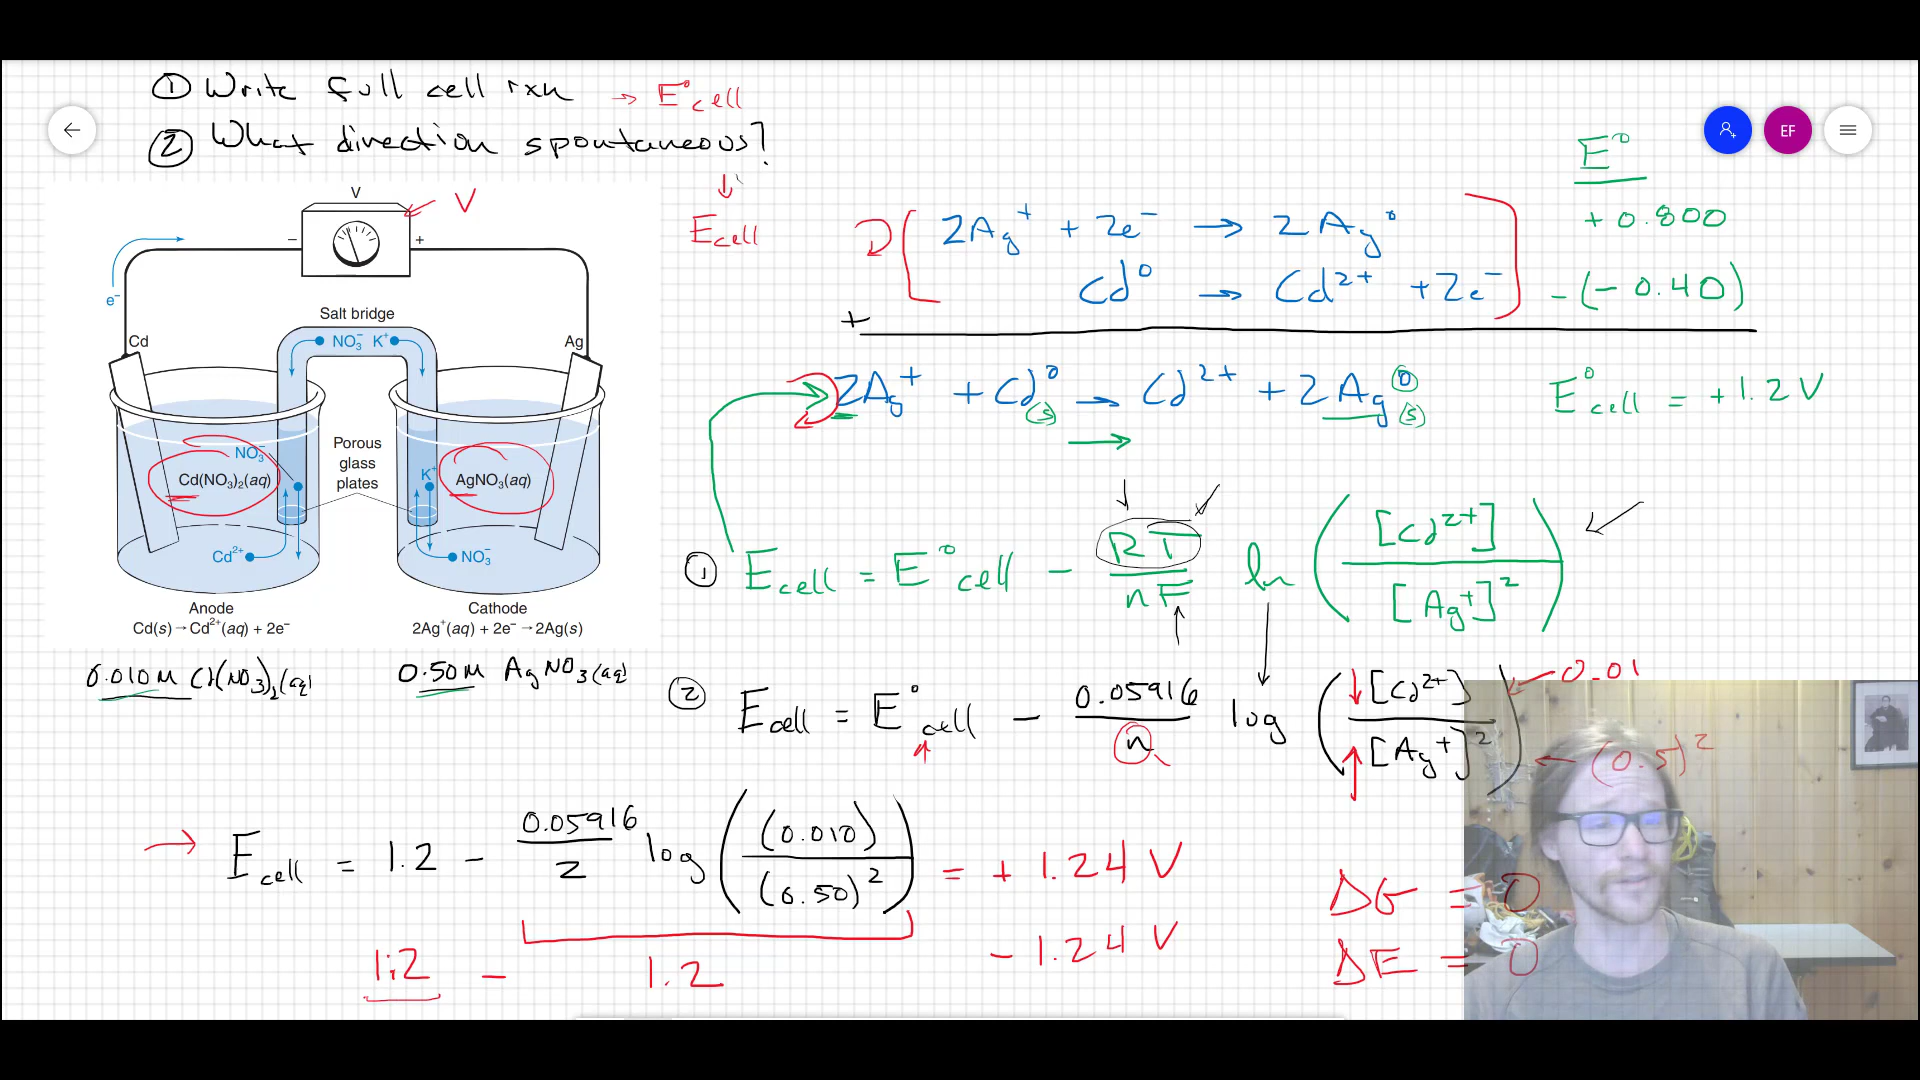 ① Write full cell rxn → E°cell
② What direction spontaneous?
↓
Ecell
EF
E°
+ 0.800
- (- 0.40)
V
V
− +
e⁻
Salt bridge
NO₃⁻ K⁺
Cd
Ag
Porous
glass
plates
NO₃⁻
Cd(NO₃)₂(aq)
K⁺
AgNO₃(aq)
Cd²⁺
NO₃⁻
Anode
Cd(s) → Cd²⁺(aq) + 2e⁻
Cathode
2Ag⁺(aq) + 2e⁻ → 2Ag(s)
0.010M Cd(NO₃)₂(aq)
0.50M AgNO₃(aq)
2Ag⁺ + 2e⁻ → 2Ag°
Cd° → Cd²⁺ + 2e⁻
+
2Ag⁺ + Cd°(s) → Cd²⁺ + 2Ag°(s)
E°cell = +1.2V
① Ecell = E°cell - RT/nF ln ([Cd²⁺]/[Ag⁺]²)
② Ecell = E°cell - 0.05916/n log ([Cd²⁺]/[Ag⁺]²)
0.01
(0.5)²
→ Ecell = 1.2 - 0.05916/2 log ((0.010)/(0.50)²) = + 1.24 V
- 1.24 V
1.2 - 1.2
ΔG = 0
ΔE = 0